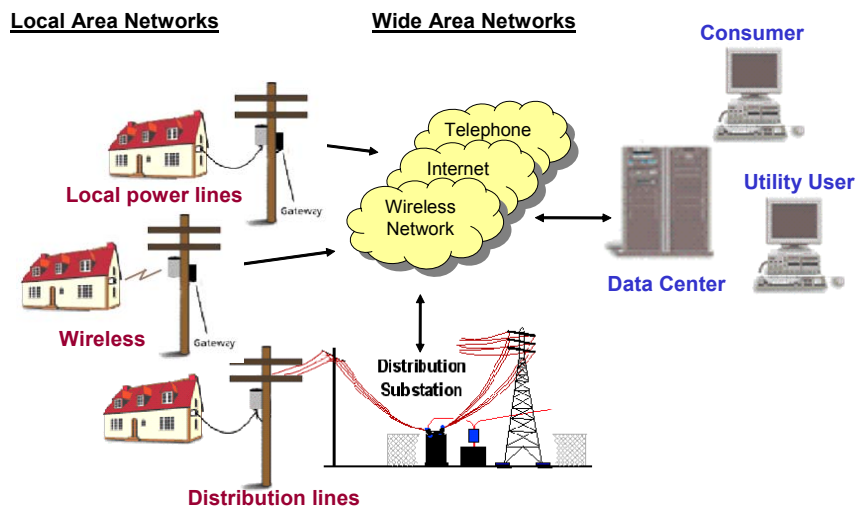 Local Area Networks
Wide Area Networks
Consumer
Telephone
Internet
Wireless
Network
Local power lines
Gateway
Utility User
Data Center
Wireless
Gateway
Distribution
Substation
Distribution lines